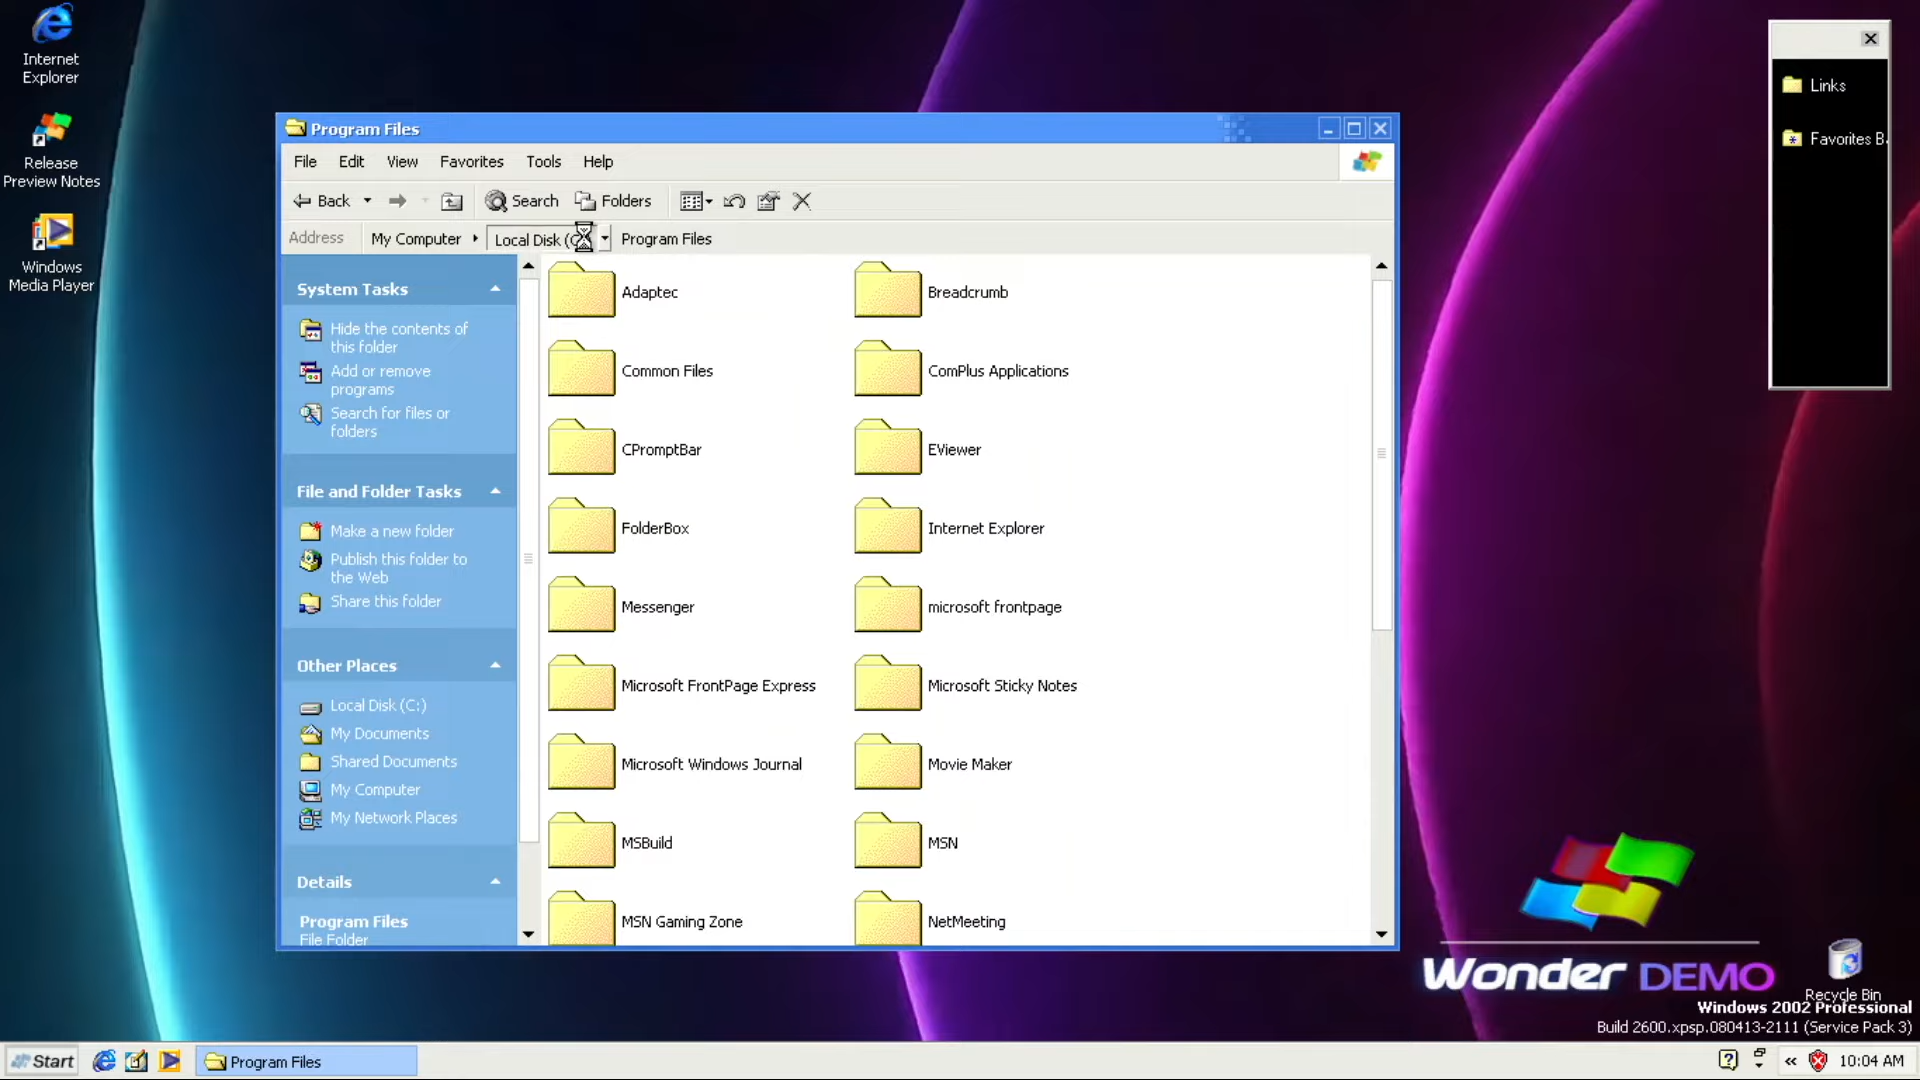 Internet
Explorer
Release
Preview Notes
Windows
Media Player
Program Files
File Edit View Favorites Tools Help
Back Search Folders
Address My Computer Local Disk (C Program Files
System Tasks
Hide the contents of
this folder
Add or remove
programs
Search for files or
folders
File and Folder Tasks
Make a new folder
Publish this folder to
the Web
Share this folder
Other Places
Local Disk (C:)
My Documents
Shared Documents
My Computer
My Network Places
Details
Program Files
File Folder
Adaptec Breadcrumb
Common Files ComPlus Applications
CPromptBar EViewer
FolderBox Internet Explorer
Messenger microsoft frontpage
Microsoft FrontPage Express Microsoft Sticky Notes
Microsoft Windows Journal Movie Maker
MSBuild MSN
MSN Gaming Zone NetMeeting
Links
Favorites B
Wonder DEMO
Recycle Bin
Windows 2002 Professional
Build 2600.xpsp.080413-2111 (Service Pack 3)
Start Program Files 10:04 AM